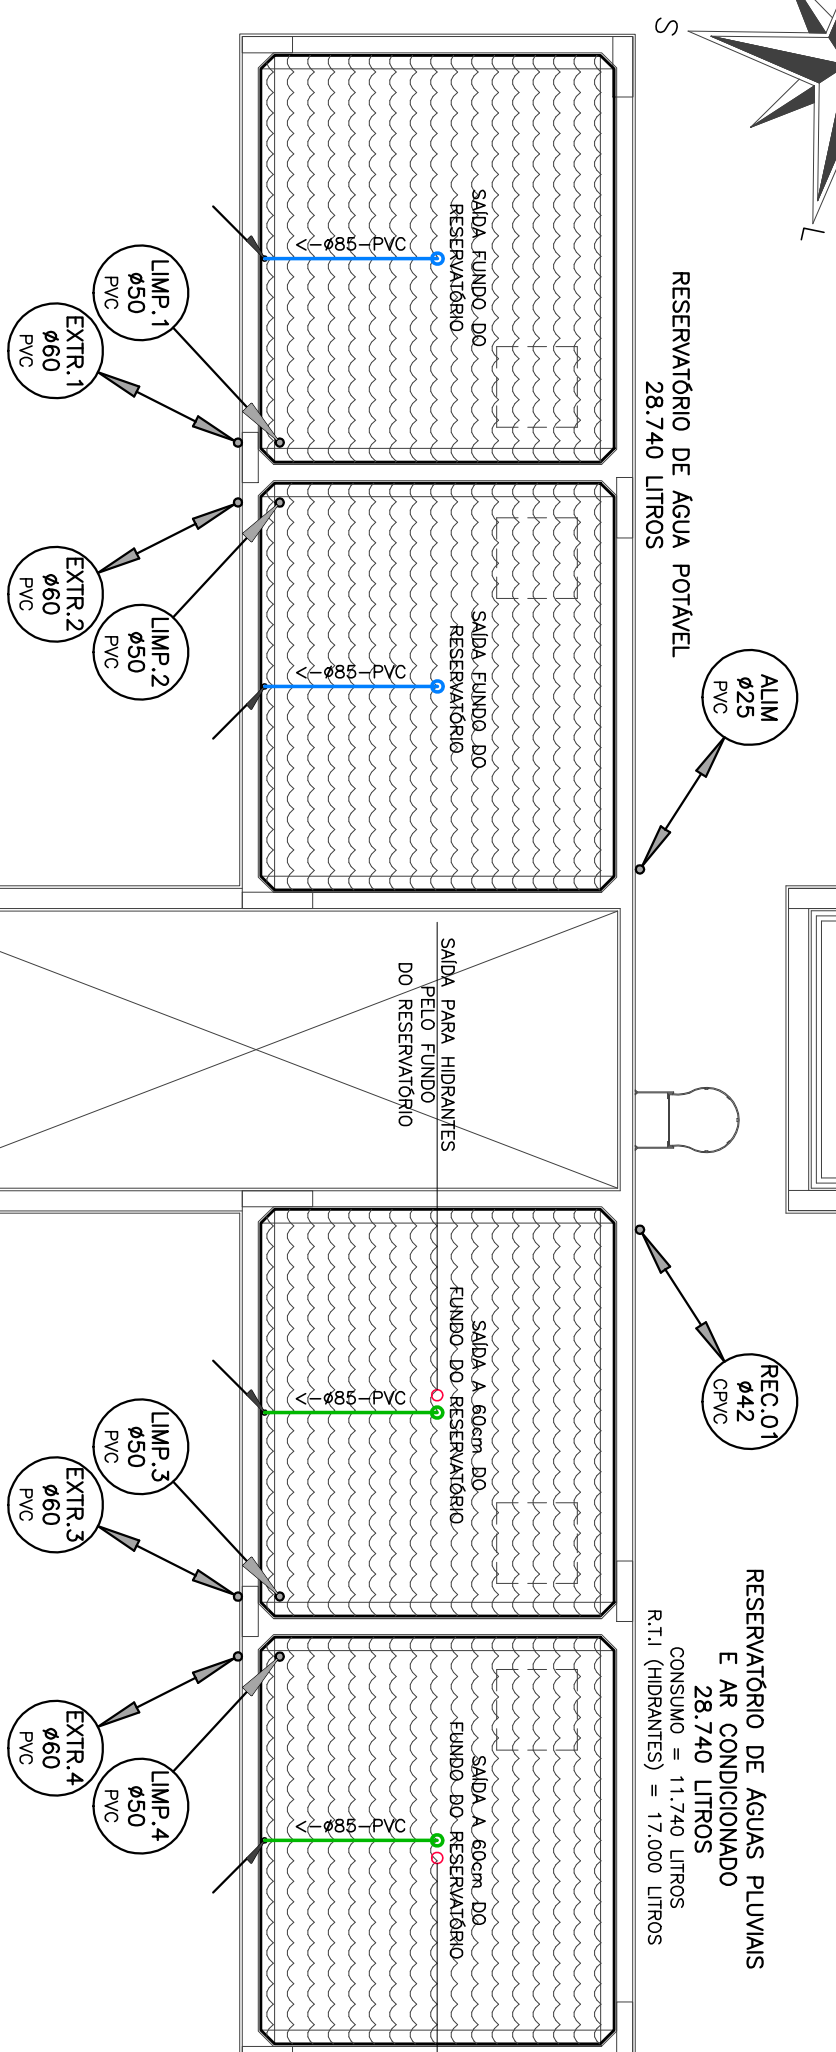 S
L
RESERVATÓRIO DE ÁGUA POTÁVEL
28.740 LITROS
SAÍDA FUNDO DO
RESERVATÓRIO
<-ø85-PVC
LIMP.1
ø50
PVC
EXTR.1
ø60
PVC
SAÍDA FUNDO DO
RESERVATÓRIO
<-ø85-PVC
LIMP.2
ø50
PVC
EXTR.2
ø60
PVC
ALIM
ø25
PVC
SAÍDA PARA HIDRANTES
PELO FUNDO
DO RESERVATÓRIO
REC.01
ø42
CPVC
RESERVATÓRIO DE ÁGUAS PLUVIAIS
E AR CONDICIONADO
28.740 LITROS
CONSUMO = 11.740 LITROS
R.T.I (HIDRANTES) = 17.000 LITROS
SAÍDA A 60cm DO
FUNDO DO RESERVATÓRIO
<-ø85-PVC
LIMP.3
ø50
PVC
EXTR.3
ø60
PVC
SAÍDA A 60cm DO
FUNDO DO RESERVATÓRIO
<-ø85-PVC
LIMP.4
ø50
PVC
EXTR.4
ø60
PVC